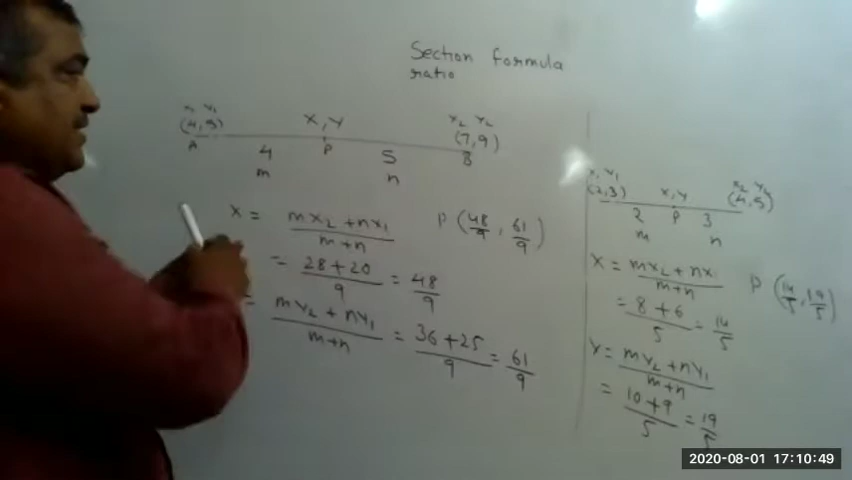 Section formula
ratio
x₁ y₁
(4,5)
A
x, y
P
x₂ y₂
(7,9)
B
4
m
5
n
x = mx₂ + nx₁ / m+n
= 28 + 20 / 9 = 48/9
= my₂ + ny₁ / m+n = 36 + 25 / 9 = 61/9
P (48/9, 61/9)
x₁ y₁
(2,3)
x, y
P
x₂ y₂
(4,5)
2
m
3
n
x = mx₂ + nx₁ / m+n
= 8 + 6 / 5 = 14/5
y = my₂ + ny₁ / m+n
= 10 + 9 / 5 = 19/5
P (14/5, 19/5)
2020-08-01 17:10:49